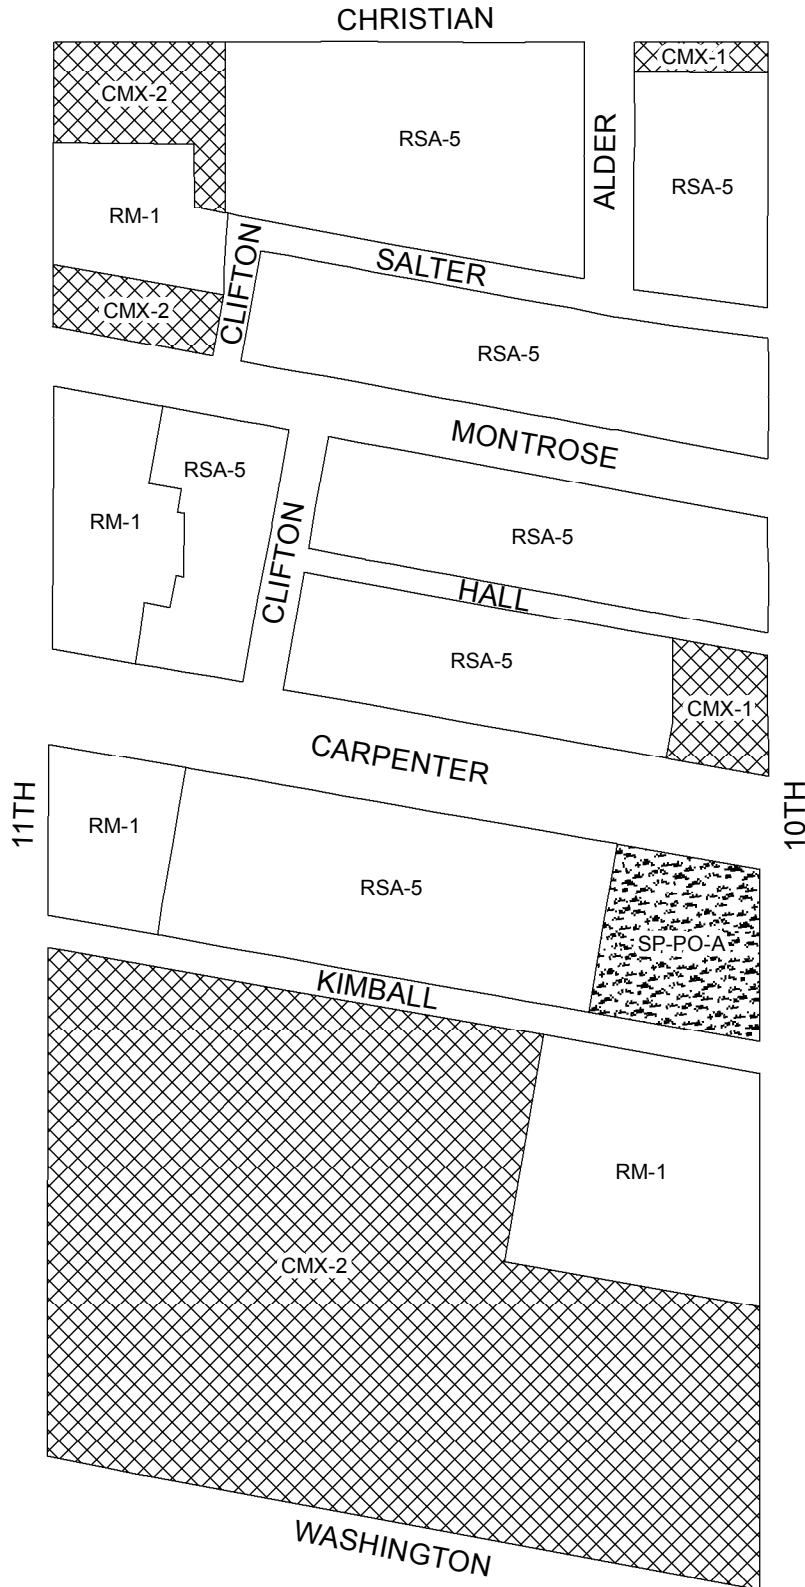 CHRISTIAN
CMX-1
CMX-2
RSA-5
ALDER
RSA-5
RM-1
CLIFTON
SALTER
CMX-2
RSA-5
MONTROSE
RSA-5
RM-1
RSA-5
CLIFTON
HALL
RSA-5
CMX-1
CARPENTER
11TH
10TH
RM-1
RSA-5
SP-PO-A
KIMBALL
RM-1
CMX-2
WASHINGTON